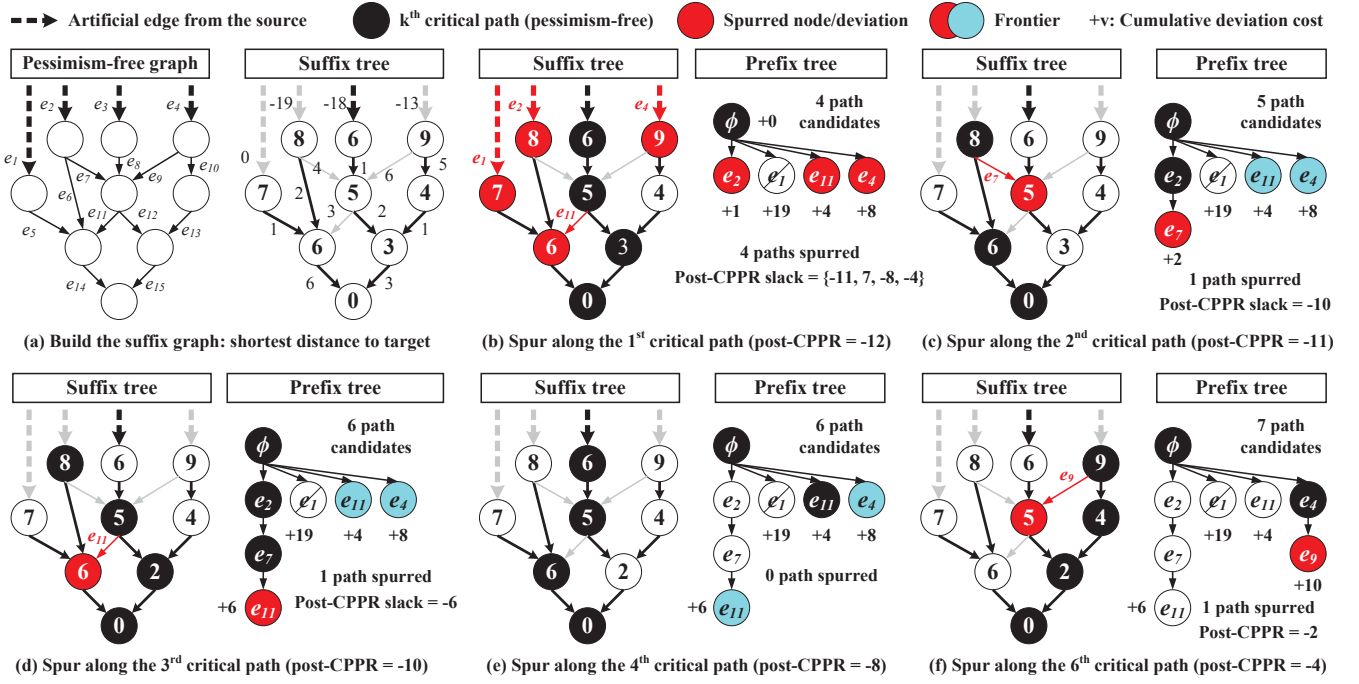 Artificial edge from the source
kth critical path (pessimism-free)
Spurred node/deviation
Frontier
+v: Cumulative deviation cost
Pessimism-free graph
e2
e3
e4
e1
e7
e8
e9
e10
e6
e11
e12
e5
e13
e14
e15
Suffix tree
-19
-18
-13
0
8
6
9
4
1
6
5
7
5
4
2
3
2
1
1
6
3
6
3
0
(a) Build the suffix graph: shortest distance to target
Suffix tree
e2
e4
8
6
9
e1
7
5
4
e11
6
3
0
Prefix tree
4 path
candidates
ϕ
+0
e2
e1
e11
e4
+1
+19
+4
+8
4 paths spurred
Post-CPPR slack = {-11, 7, -8, -4}
(b) Spur along the 1st critical path (post-CPPR = -12)
Suffix tree
8
6
9
e7
7
5
4
6
3
0
Prefix tree
5 path
candidates
ϕ
e2
e1
e11
e4
+19
+4
+8
e7
+2
1 path spurred
Post-CPPR slack = -10
(c) Spur along the 2nd critical path (post-CPPR = -11)
Suffix tree
8
6
9
7
5
4
e11
6
2
0
Prefix tree
6 path
candidates
ϕ
e2
e1
e11
e4
+19
+4
+8
e7
1 path spurred
Post-CPPR slack = -6
+6
e11
(d) Spur along the 3rd critical path (post-CPPR = -10)
Suffix tree
8
6
9
7
5
4
6
2
0
Prefix tree
6 path
candidates
ϕ
e2
e1
e11
e4
+19
+4
+8
e7
0 path spurred
+6
e11
(e) Spur along the 4th critical path (post-CPPR = -8)
Suffix tree
8
6
9
e9
7
5
4
6
2
0
Prefix tree
7 path
candidates
ϕ
e2
e1
e11
e4
+19
+4
e7
e9
+10
+6
e11
1 path spurred
Post-CPPR = -2
(f) Spur along the 6th critical path (post-CPPR = -4)